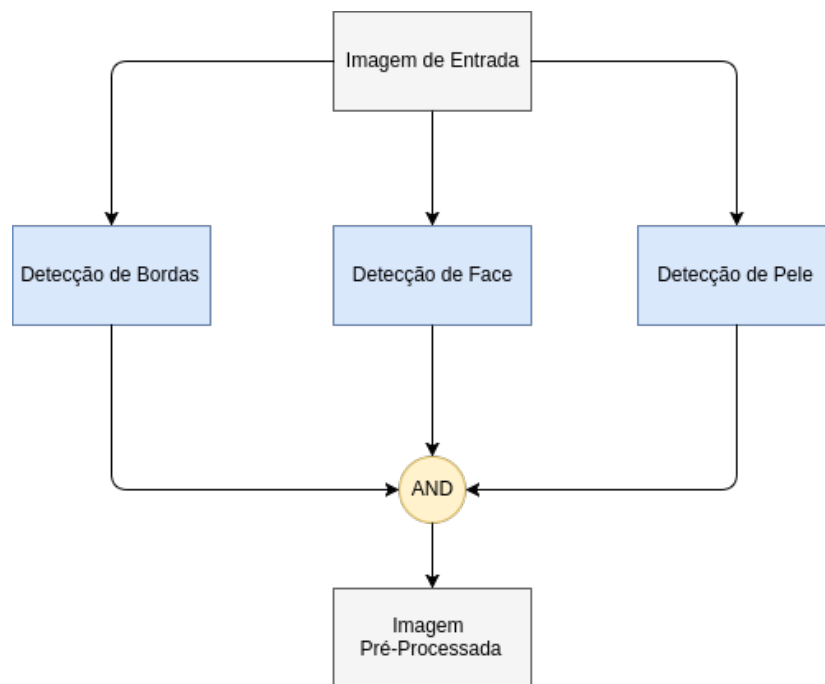 Imagem de Entrada
Detecção de Bordas
Detecção de Face
Detecção de Pele
AND
Imagem
Pré-Processada